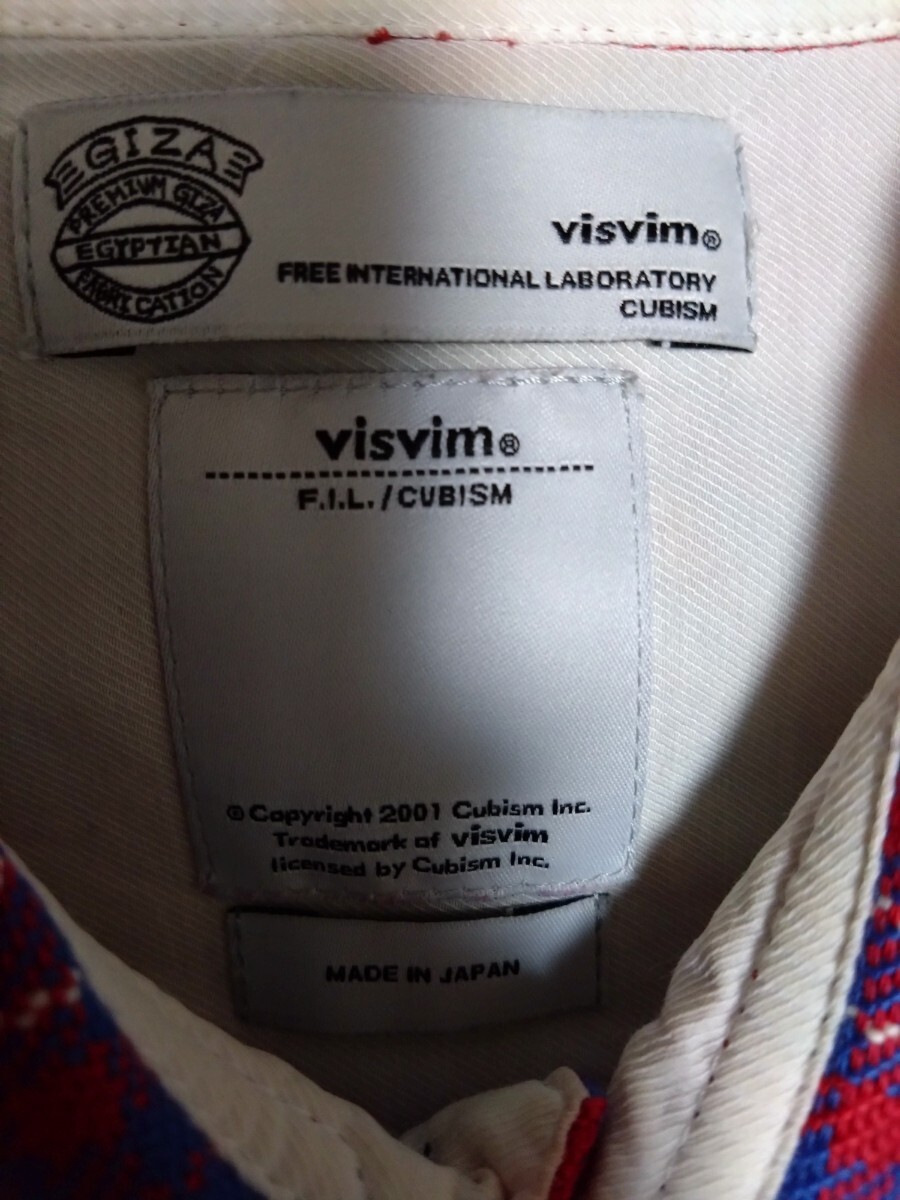 GIZA
PREMIUM GIZA
EGYPTIAN
FABRICATION
visvim®
FREE INTERNATIONAL LABORATORY
CUBISM
visvim®
F.I.L./CUBISM
© Copyright 2001 Cubism Inc.
Trademark of visvim
licensed by Cubism Inc.
MADE IN JAPAN